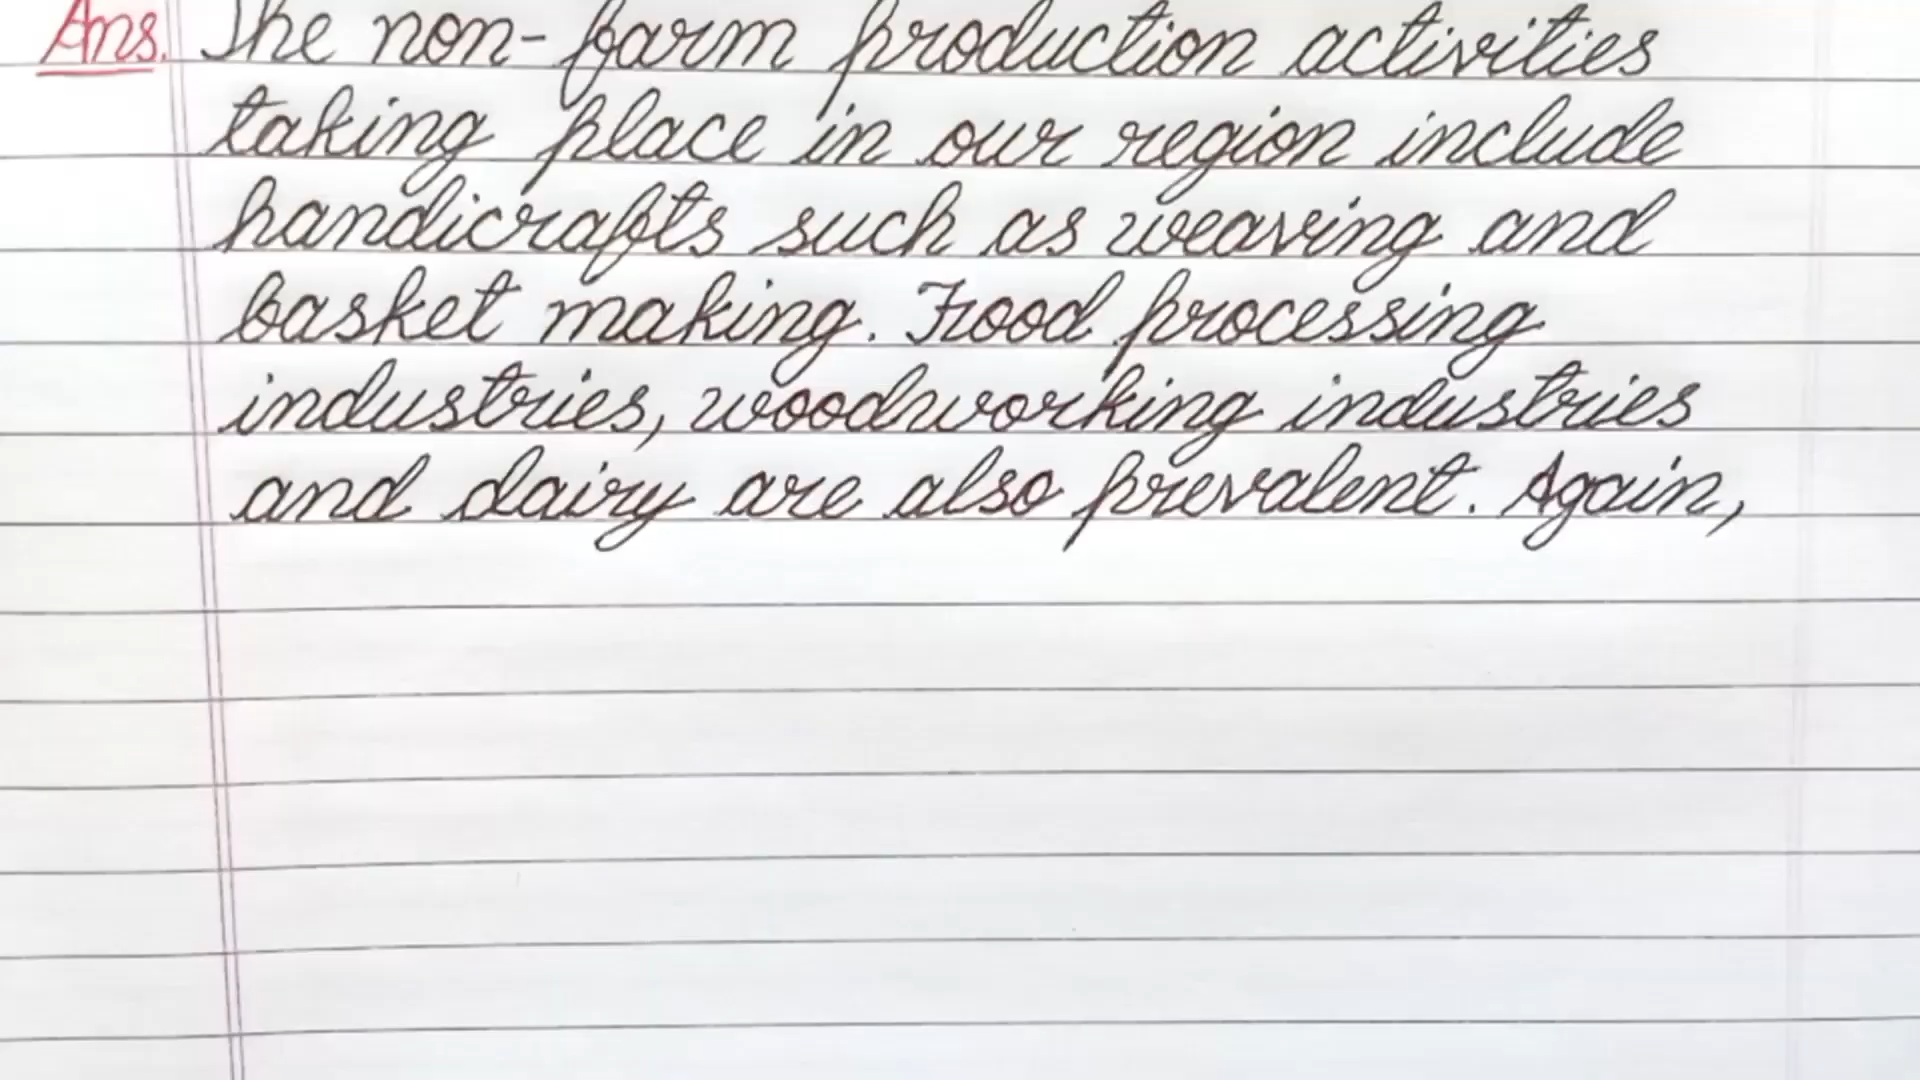 Ans. The non-farm production activities
taking place in our region include
handicrafts such as weaving and
basket making. Food processing
industries, woodworking industries
and dairy are also prevalent. Again,